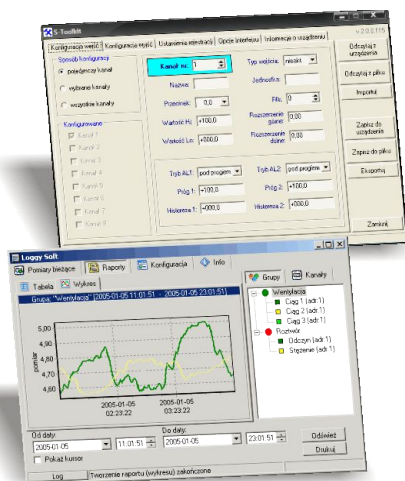 S-Toolkit
v 2.0.0.115
Konfiguracja wejść Konfiguracja wyjść Ustawienia rejestracji Opcje interfejsu Informacje o urządzeniu
Sposób konfiguracji
pojedynczy kanał
wybrane kanały
wszystkie kanały
Konfigurowane
Kanał 1
Kanał 2
Kanał 3
Kanał 4
Kanał 5
Kanał 6
Kanał 7
Kanał 8
Kanał nr: 1
Typ wejścia: nieakt
Nazwa:
Jednostka:
Przecinek: 0,0
Filtr: 0
Wartość Hi: +100,0
Rozszerzenie górne: 0,00
Wartość Lo: +000,0
Rozszerzenie dolne: 0,00
Tryb AL1: pod progiem
Tryb AL2: pod progiem
Próg 1: +100,0
Próg 2: +100,0
Histereza 1: +000,0
Histereza 2: +000,0
Odczytaj z urządzenia
Odczytaj z pliku
Importuj
Zapisz do urządzenia
Zapisz do pliku
Eksportuj
Zamknij
Loggy Soft
Pomiary bieżące Raporty Konfiguracja Info
Tabela Wykres
Grupa: "Wentylacja" [2005-01-05 11:01:51 - 2005-01-05 23:01:51]
pomiar
5,00
4,90
4,80
4,70
4,60
2005-01-05
02:23:22
2005-01-05
03:23:22
Grupy Kanały
Wentylacja
Ciąg 1 (adr:1)
Ciąg 2 (adr:1)
Ciąg 3 (adr:1)
Roztwór
Odczyn (adr:1)
Stężenie (adr:1)
Od daty:
2005-01-05 11:01:51
Do daty:
2005-01-05 23:01:51
Pokaż kursor
Odśwież
Drukuj
Log Tworzenie raportu (wykresu) zakończone